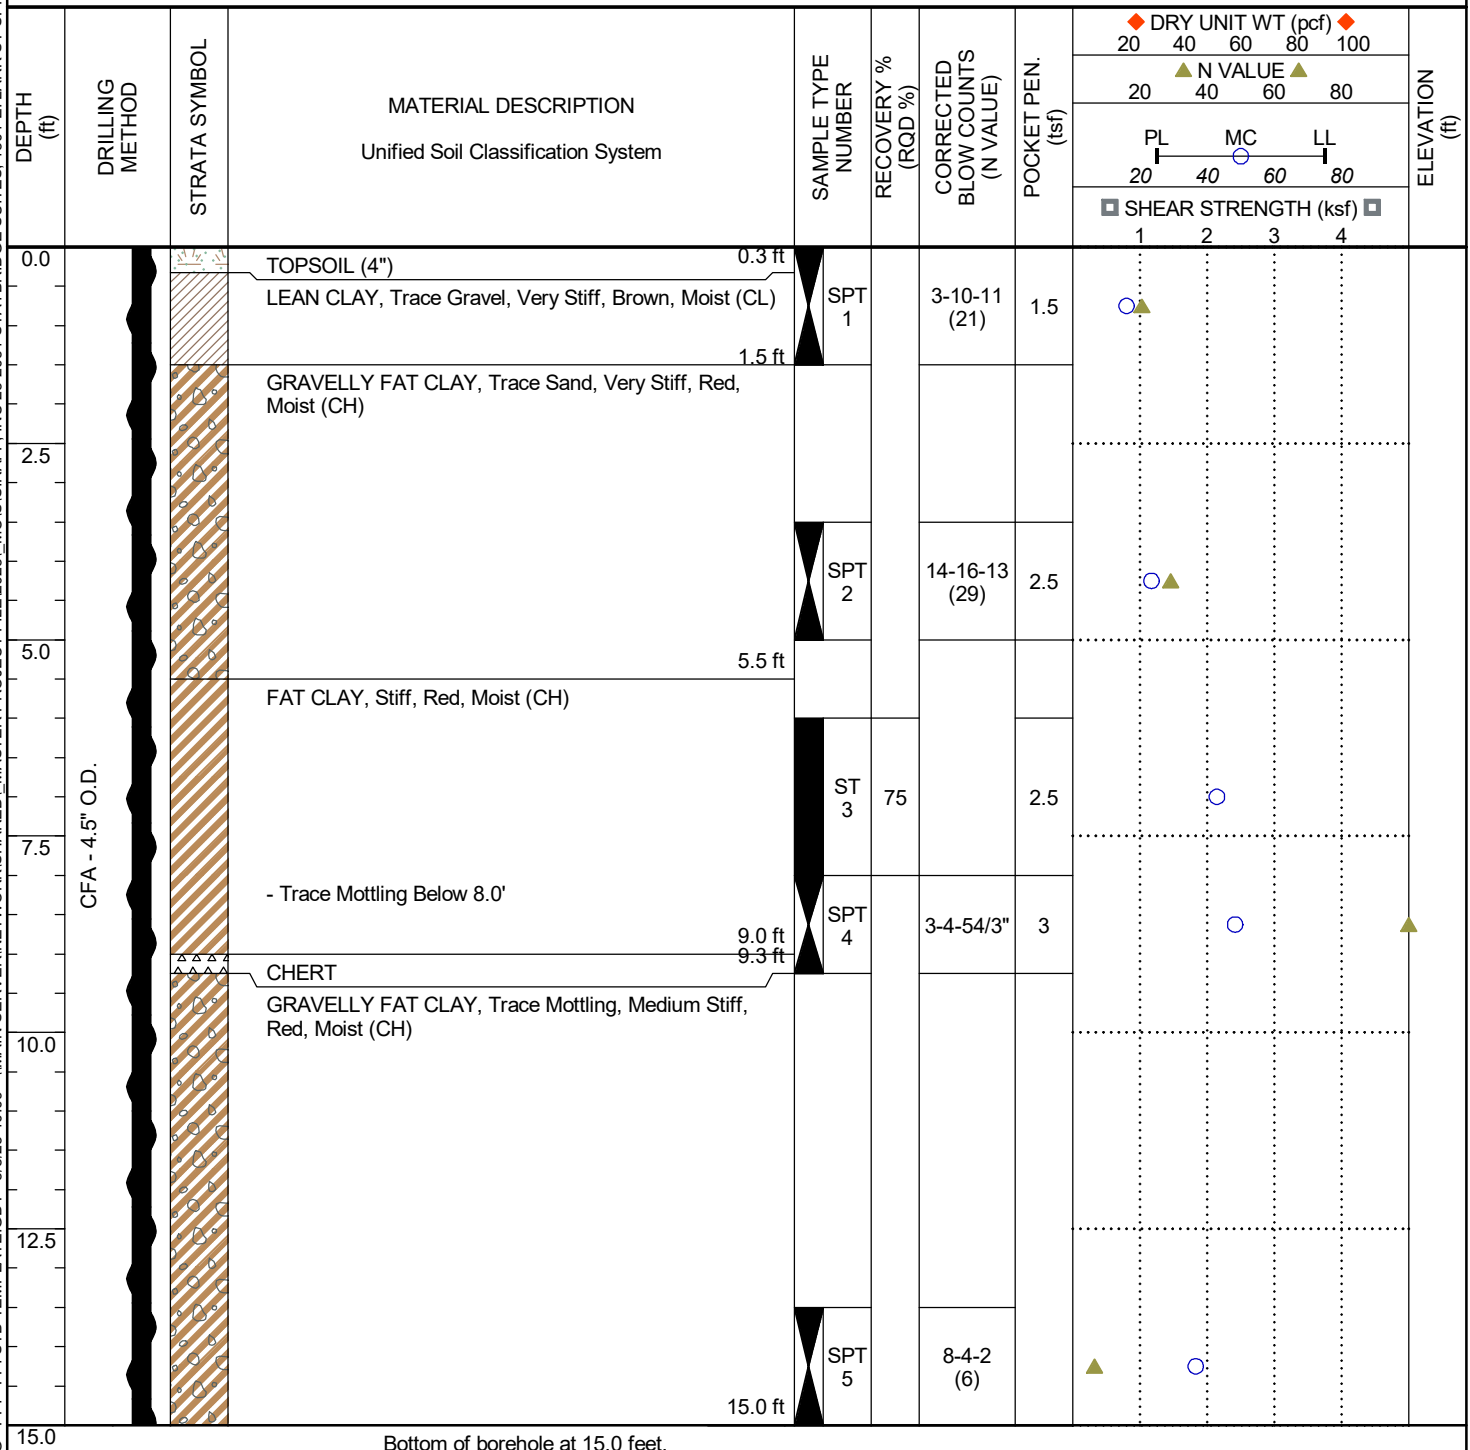 DEPTH
(ft)
DRILLING
METHOD
STRATA SYMBOL
MATERIAL DESCRIPTION
Unified Soil Classification System
SAMPLE TYPE
NUMBER
RECOVERY %
(RQD %)
CORRECTED
BLOW COUNTS
(N VALUE)
POCKET PEN.
(tsf)
DRY UNIT WT (pcf)
20 40 60 80 100
N VALUE
20 40 60 80
PL MC LL
20 40 60 80
SHEAR STRENGTH (ksf)
1 2 3 4
ELEVATION
(ft)
0.0
TOPSOIL (4")
0.3 ft
LEAN CLAY, Trace Gravel, Very Stiff, Brown, Moist (CL)
SPT
1
3-10-11
(21)
1.5
1.5 ft
GRAVELLY FAT CLAY, Trace Sand, Very Stiff, Red,
Moist (CH)
2.5
SPT
2
14-16-13
(29)
2.5
5.0
5.5 ft
FAT CLAY, Stiff, Red, Moist (CH)
CFA - 4.5" O.D.
ST
3
75
2.5
7.5
- Trace Mottling Below 8.0'
SPT
4
3-4-54/3"
3
9.0 ft
9.3 ft
CHERT
GRAVELLY FAT CLAY, Trace Mottling, Medium Stiff,
Red, Moist (CH)
10.0
12.5
SPT
5
8-4-2
(6)
15.0 ft
15.0
Bottom of borehole at 15.0 feet.